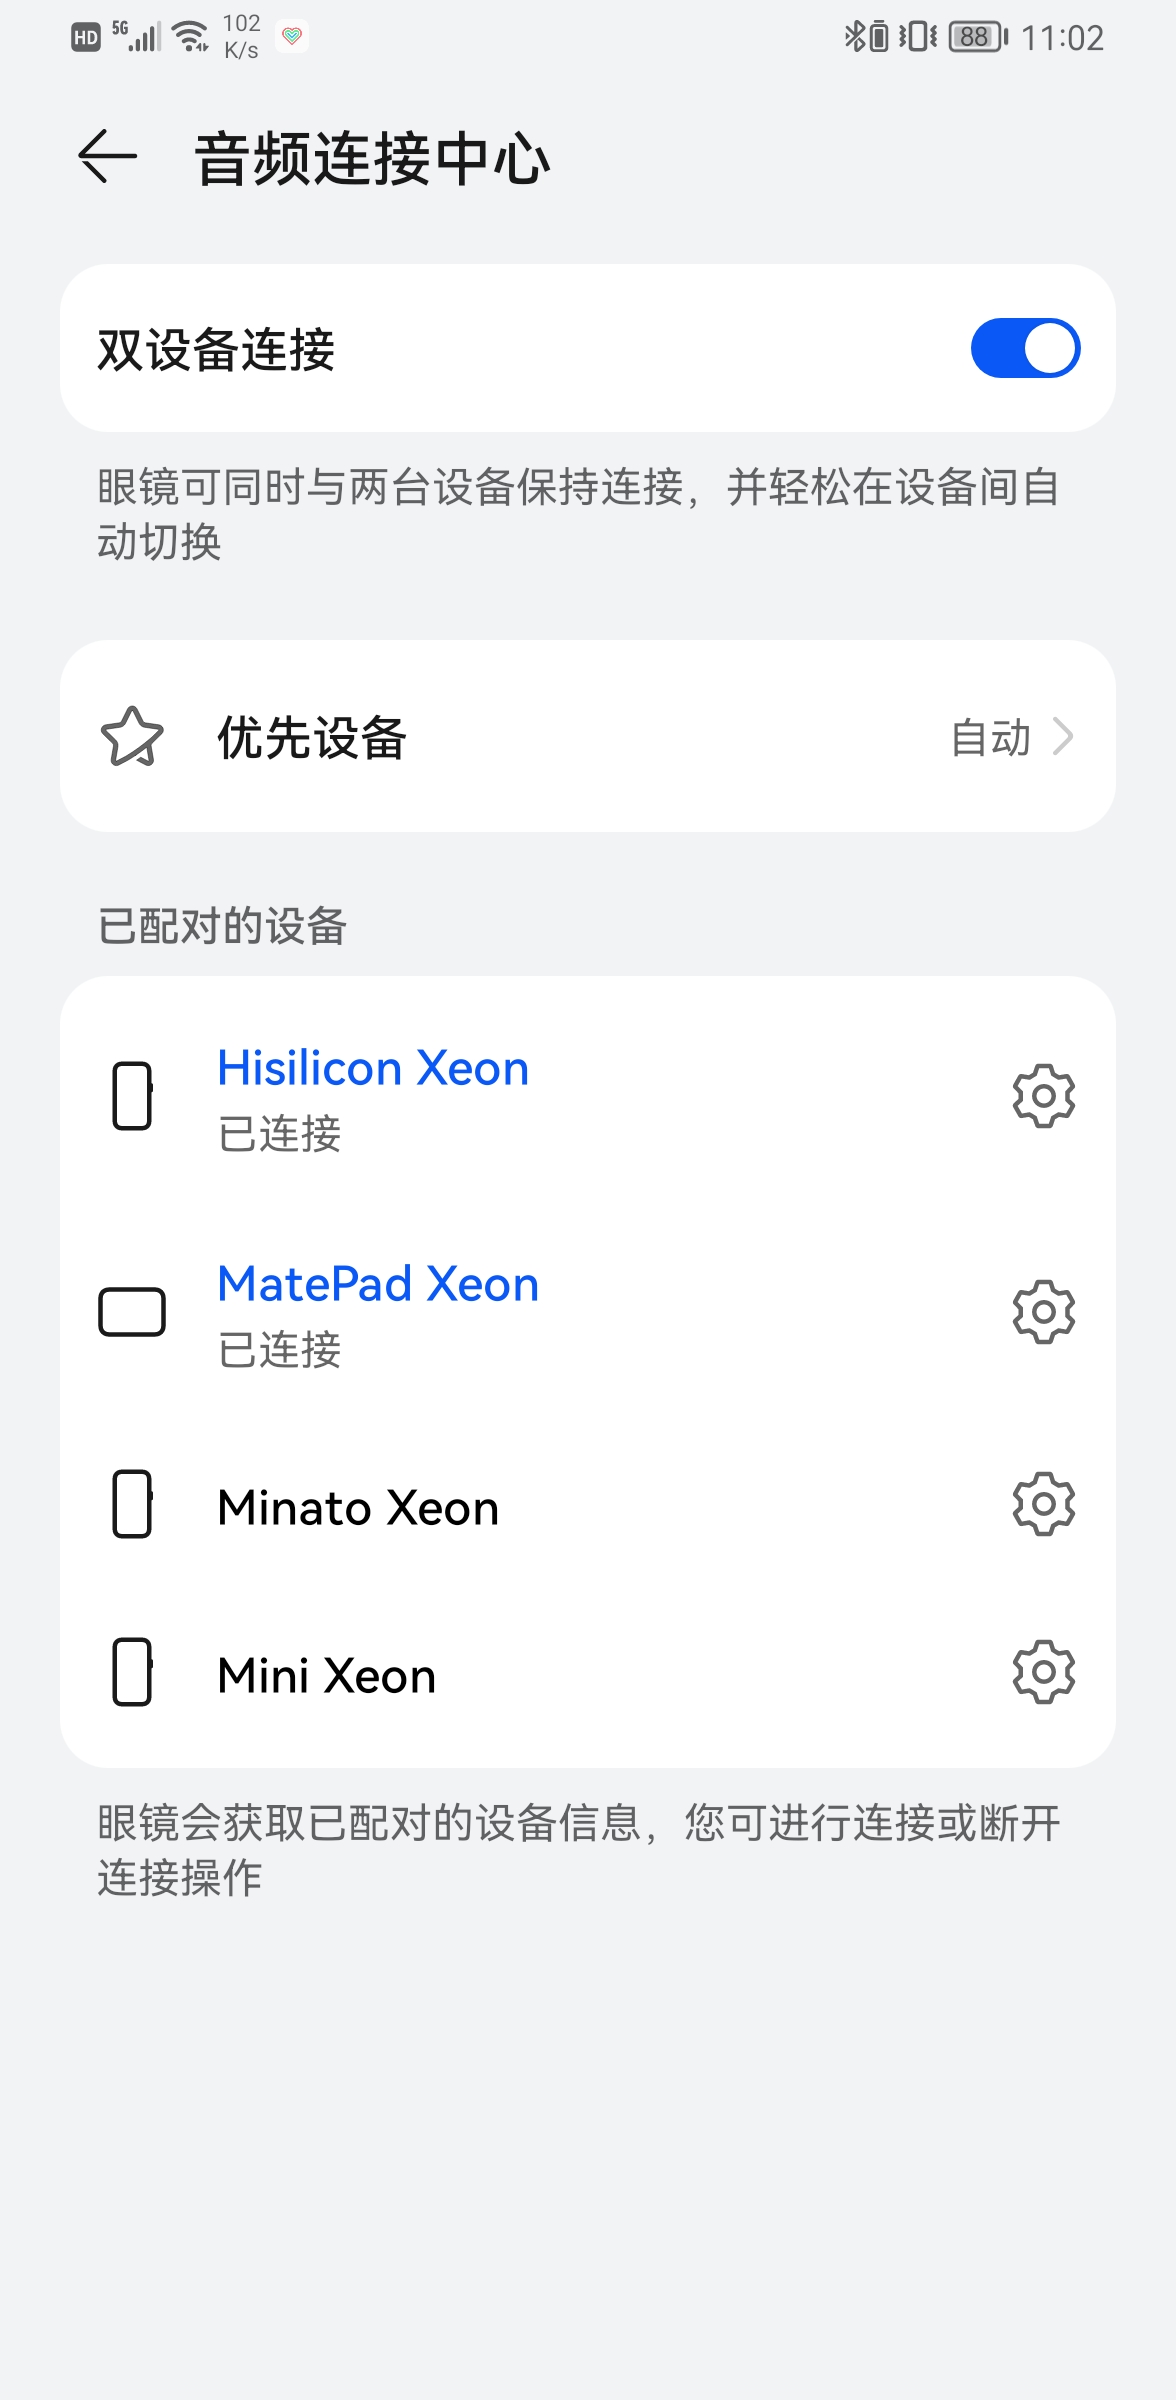 HD 5G 102 K/s 88 11:02
音频连接中心
双设备连接
眼镜可同时与两台设备保持连接，并轻松在设备间自
动切换
优先设备 自动
已配对的设备
Hisilicon Xeon
已连接
MatePad Xeon
已连接
Minato Xeon
Mini Xeon
眼镜会获取已配对的设备信息，您可进行连接或断开
连接操作